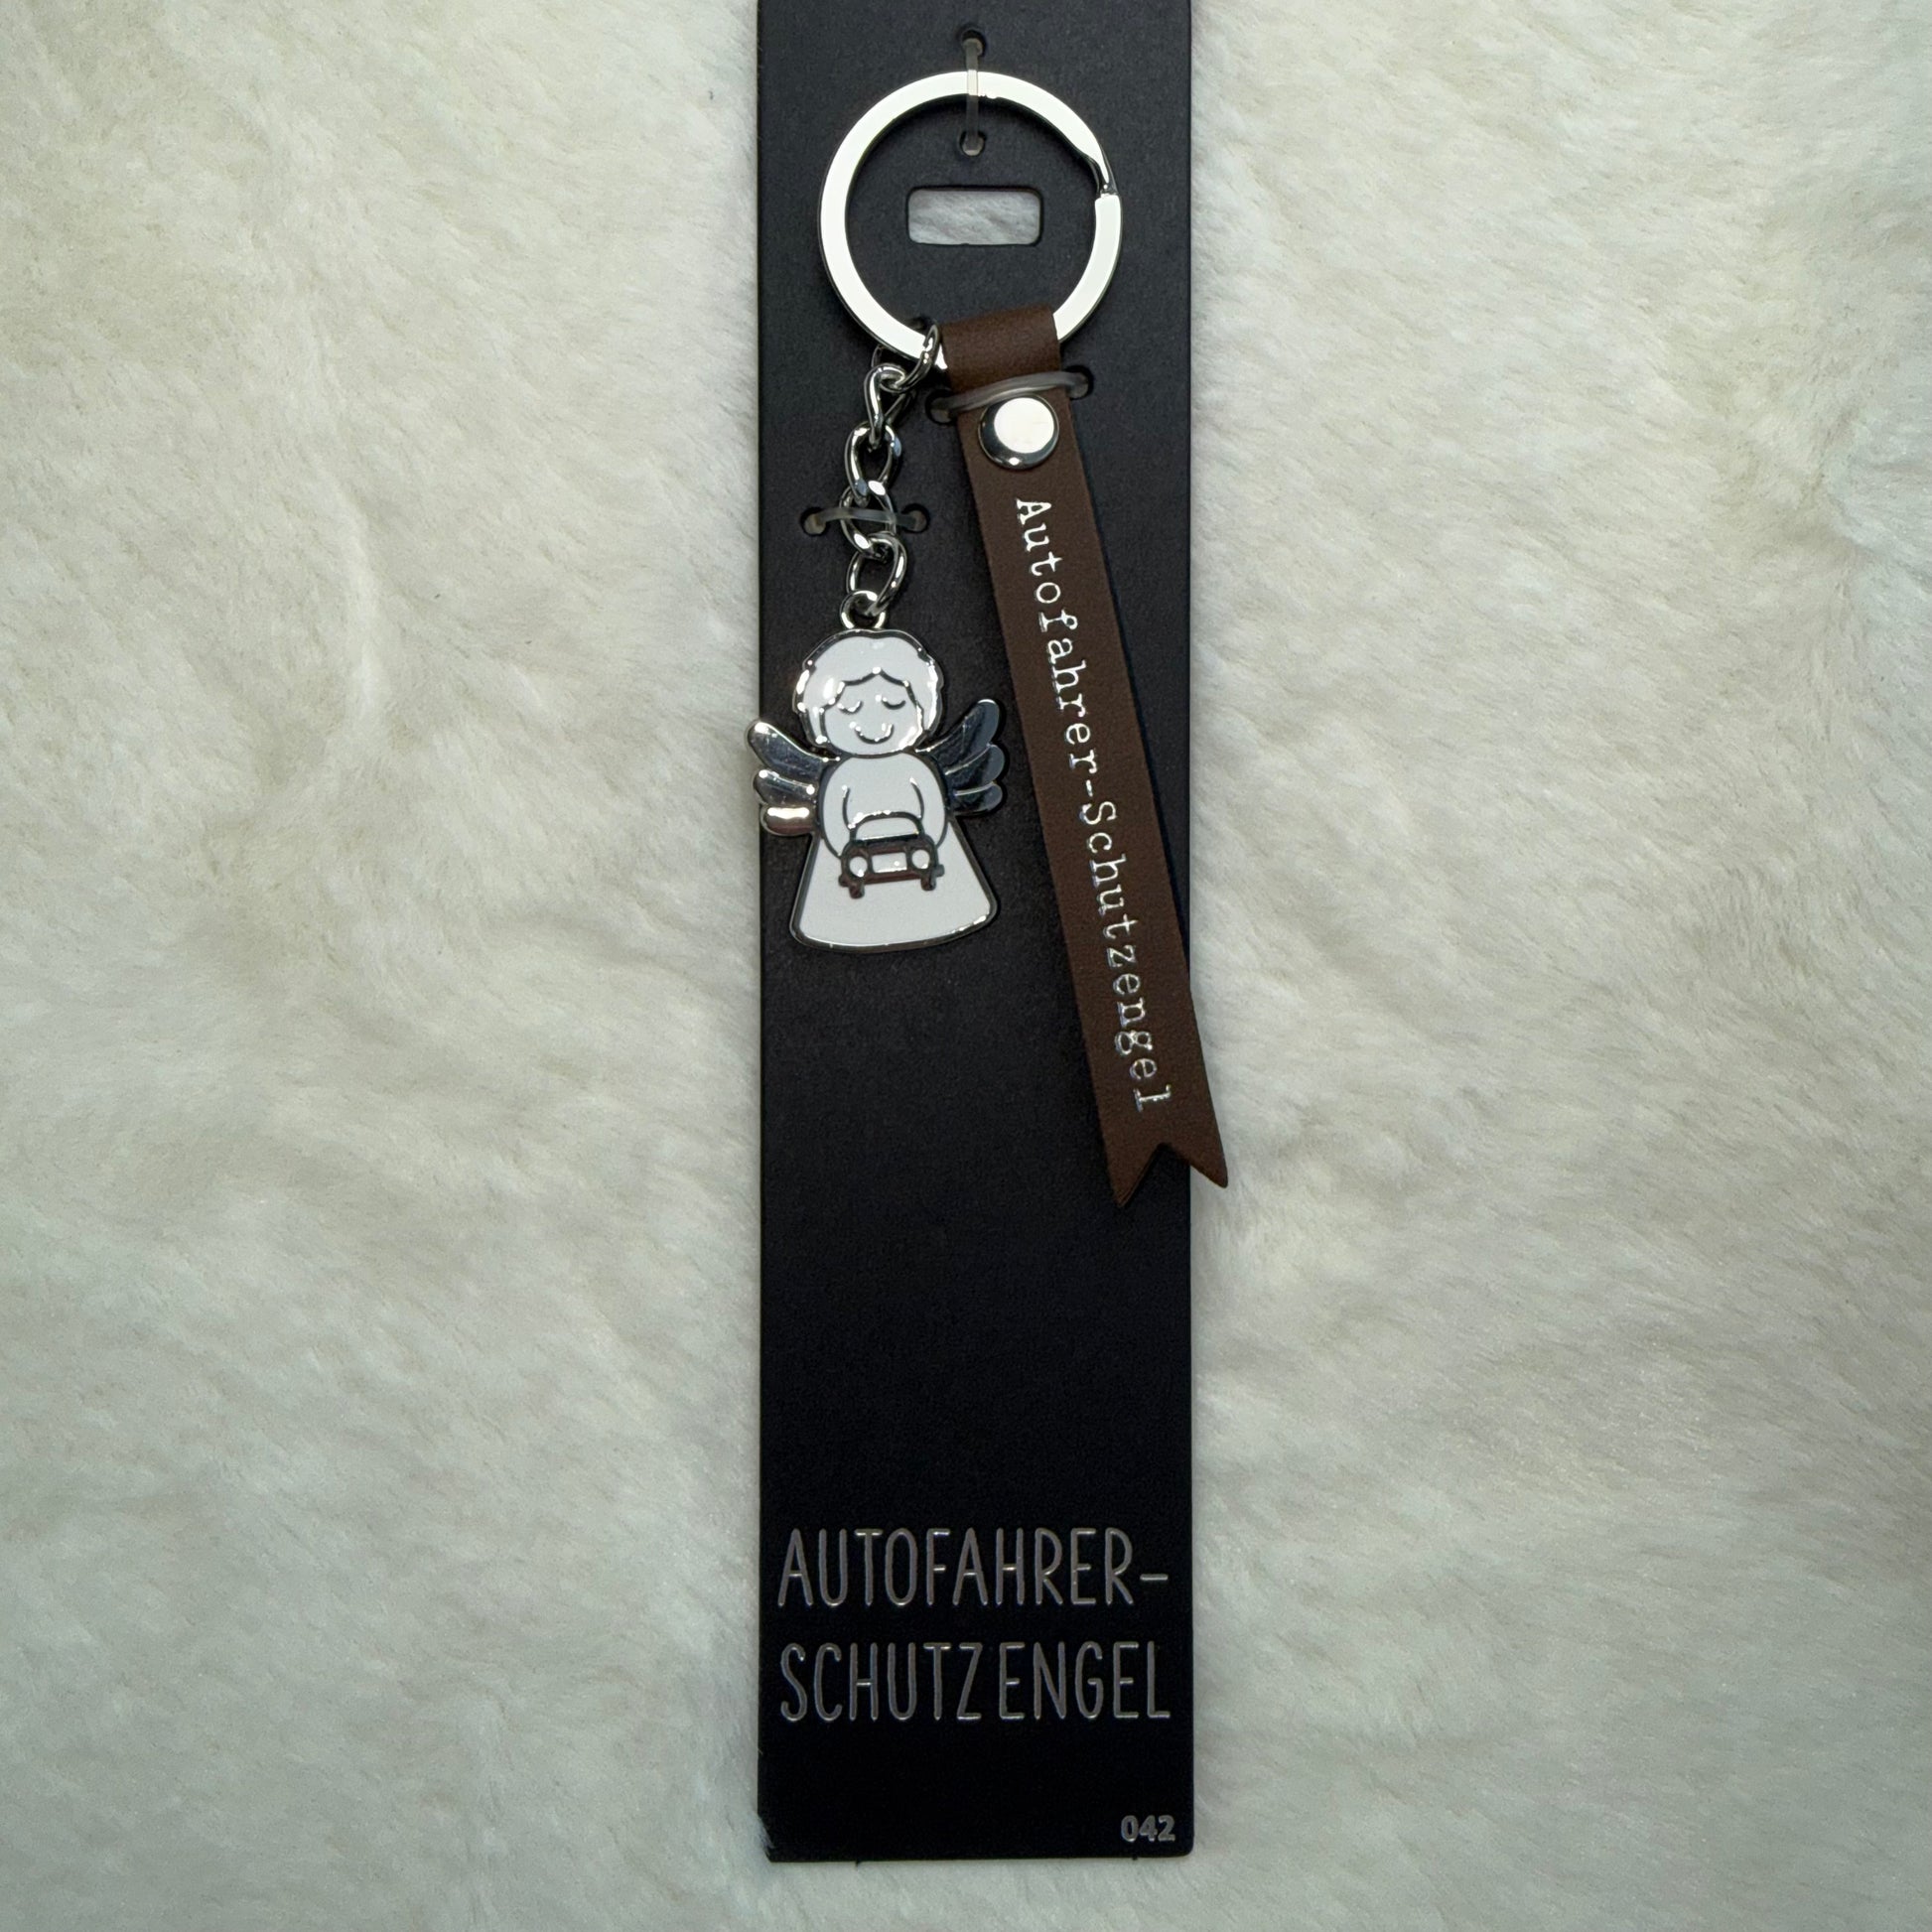 Autofahrer-Schutzengel
AUTOFAHRER-
SCHUTZENGEL
042